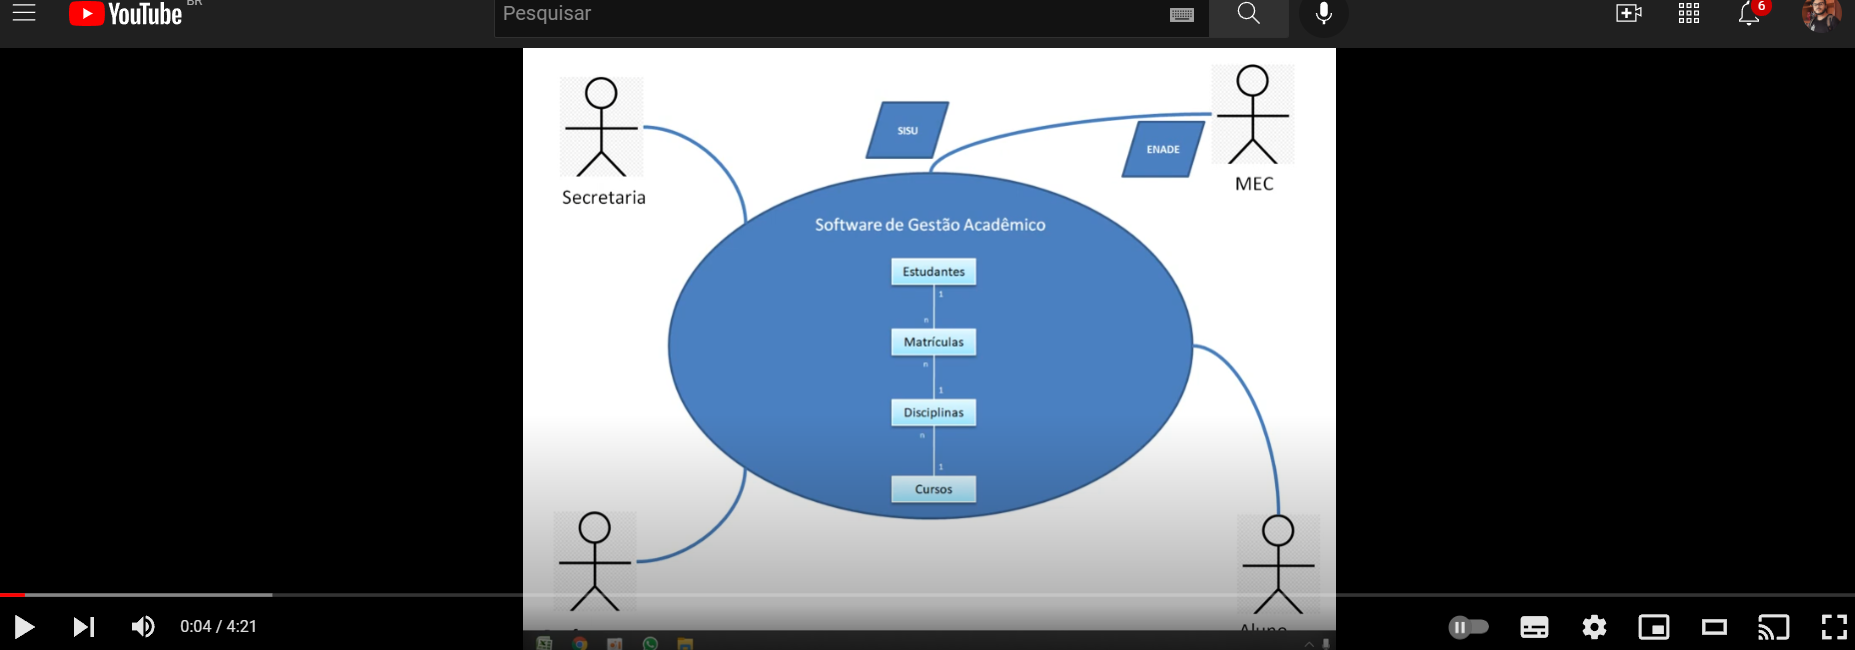 YouTube
BR
Pesquisar
6
SISU
ENADE
Secretaria
MEC
Software de Gestão Acadêmico
Estudantes
1
n
Matrículas
n
1
Disciplinas
n
1
Cursos
Aluno
0:04 / 4:21